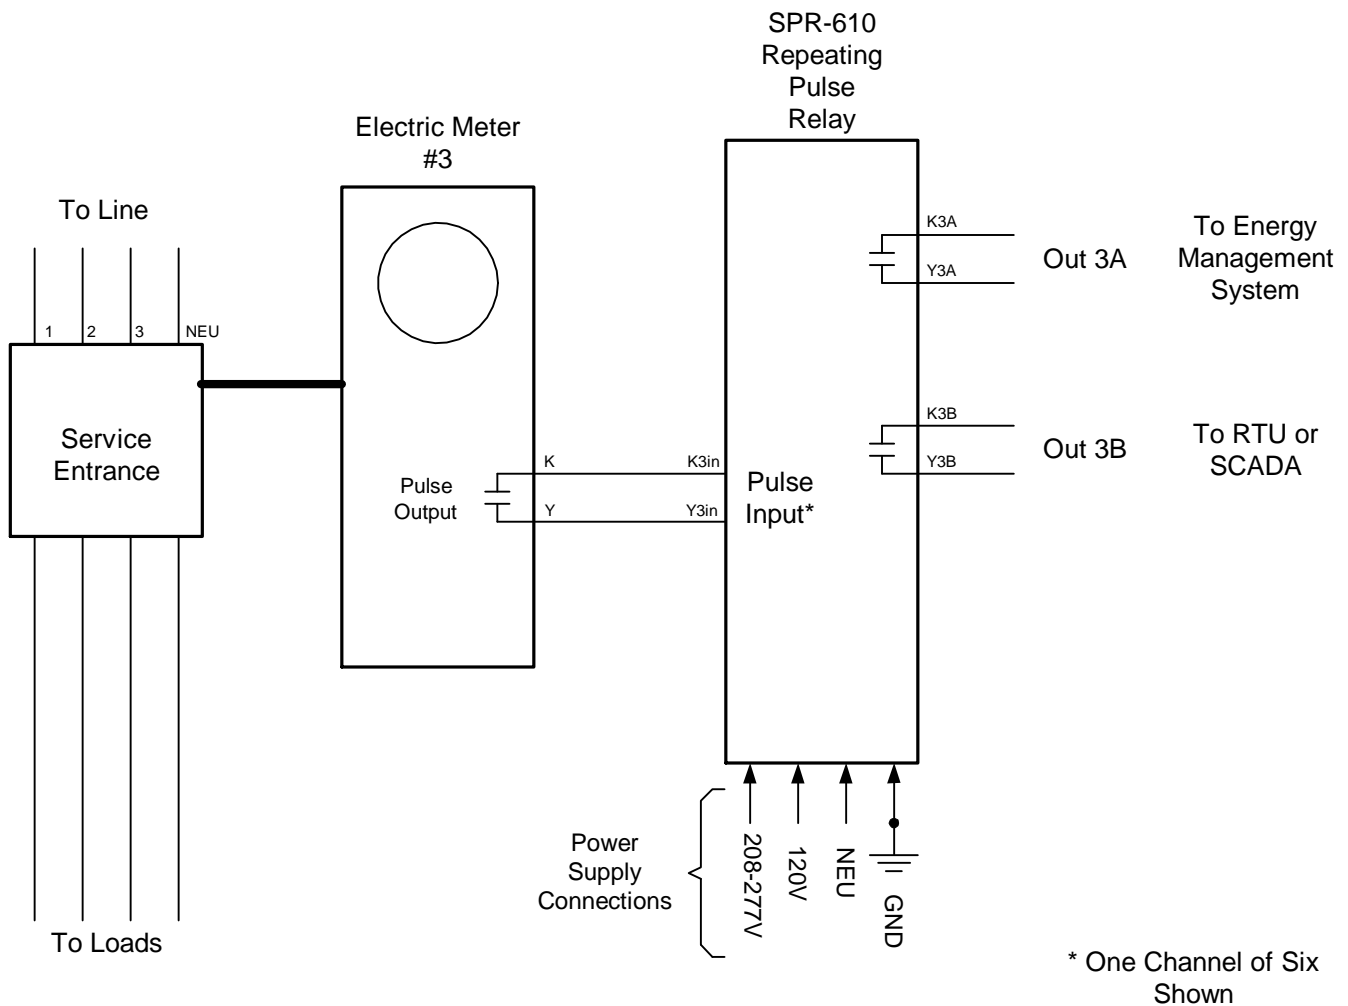 SPR-610
Repeating
Pulse
Relay
Electric Meter
#3
To Line
1
2
3
NEU
Service
Entrance
To Loads
Pulse
Output
K
Y
K3in
Y3in
Pulse
Input*
K3A
Y3A
Out 3A
To Energy
Management
System
K3B
Y3B
Out 3B
To RTU or
SCADA
Power
Supply
Connections
208-277V
120V
NEU
GND
* One Channel of Six
Shown